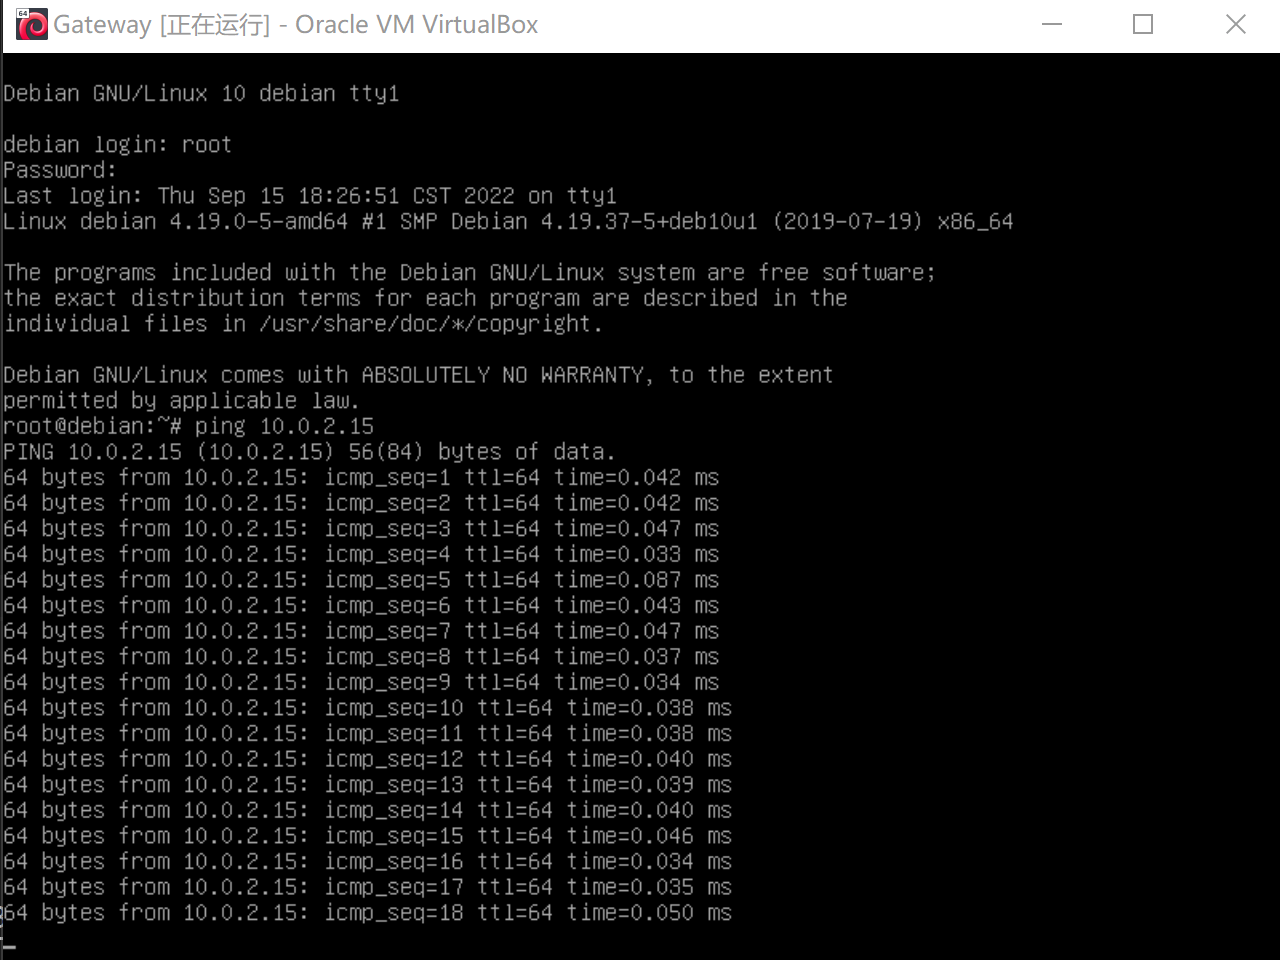 64
Gateway [正在运行] - Oracle VM VirtualBox
Debian GNU/Linux 10 debian tty1
debian login: root
Password:
Last login: Thu Sep 15 18:26:51 CST 2022 on tty1
Linux debian 4.19.0-5-amd64 #1 SMP Debian 4.19.37-5+deb10u1 (2019-07-19) x86_64
The programs included with the Debian GNU/Linux system are free software;
the exact distribution terms for each program are described in the
individual files in /usr/share/doc/*/copyright.
Debian GNU/Linux comes with ABSOLUTELY NO WARRANTY, to the extent
permitted by applicable law.
root@debian:~# ping 10.0.2.15
PING 10.0.2.15 (10.0.2.15) 56(84) bytes of data.
64 bytes from 10.0.2.15: icmp_seq=1 ttl=64 time=0.042 ms
64 bytes from 10.0.2.15: icmp_seq=2 ttl=64 time=0.042 ms
64 bytes from 10.0.2.15: icmp_seq=3 ttl=64 time=0.047 ms
64 bytes from 10.0.2.15: icmp_seq=4 ttl=64 time=0.033 ms
64 bytes from 10.0.2.15: icmp_seq=5 ttl=64 time=0.087 ms
64 bytes from 10.0.2.15: icmp_seq=6 ttl=64 time=0.043 ms
64 bytes from 10.0.2.15: icmp_seq=7 ttl=64 time=0.047 ms
64 bytes from 10.0.2.15: icmp_seq=8 ttl=64 time=0.037 ms
64 bytes from 10.0.2.15: icmp_seq=9 ttl=64 time=0.034 ms
64 bytes from 10.0.2.15: icmp_seq=10 ttl=64 time=0.038 ms
64 bytes from 10.0.2.15: icmp_seq=11 ttl=64 time=0.038 ms
64 bytes from 10.0.2.15: icmp_seq=12 ttl=64 time=0.040 ms
64 bytes from 10.0.2.15: icmp_seq=13 ttl=64 time=0.039 ms
64 bytes from 10.0.2.15: icmp_seq=14 ttl=64 time=0.040 ms
64 bytes from 10.0.2.15: icmp_seq=15 ttl=64 time=0.046 ms
64 bytes from 10.0.2.15: icmp_seq=16 ttl=64 time=0.034 ms
64 bytes from 10.0.2.15: icmp_seq=17 ttl=64 time=0.035 ms
64 bytes from 10.0.2.15: icmp_seq=18 ttl=64 time=0.050 ms